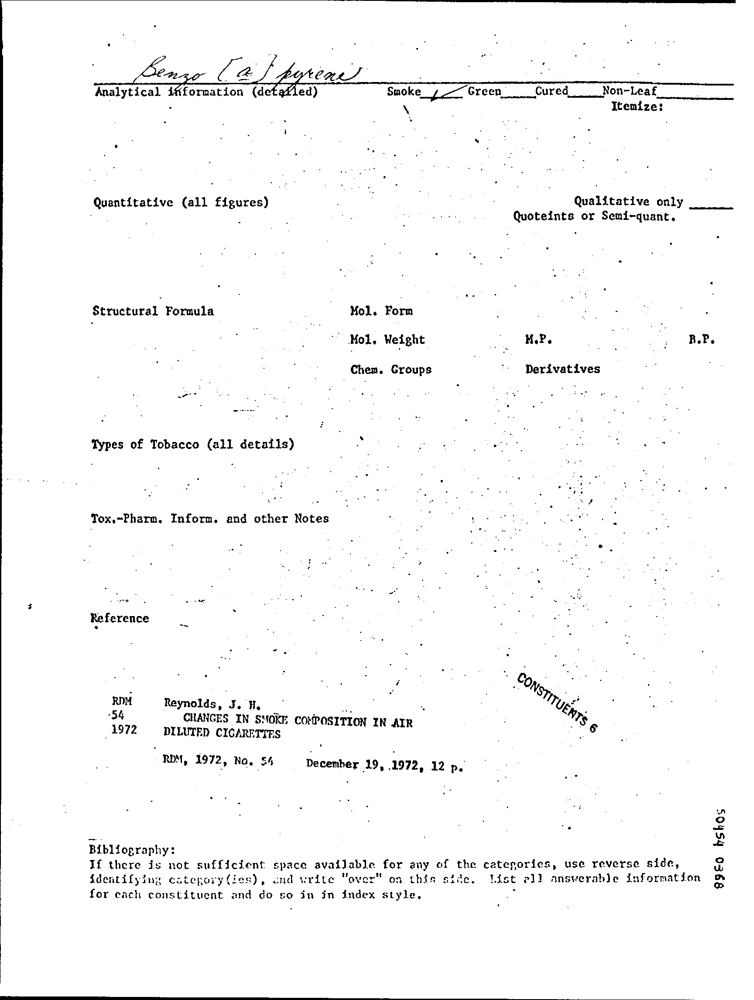 Benzo [a] pyrene
Analytical information (detailed) Smoke ✓ Green Cured Non-Leaf
Itemize:
Quantitative (all figures) Qualitative only
Quoteints or Semi-quant.
Structural Formula Mol. Form
Mol. Weight M.P. B.P.
Chem. Groups Derivatives
Types of Tobacco (all details)
Tox.-Pharm. Inform. and other Notes
Reference
CONSTITUENTS 6
RDM Reynolds, J. H.
54 CHANGES IN SMOKE COMPOSITION IN AIR
1972 DILUTED CIGARETTES
RDM, 1972, No. 54 December 19, 1972, 12 p.
Bibliography:
If there is not sufficient space available for any of the categories, use reverse side,
identifying category(ies), and write "over" on this side. List all answerable information
for each constituent and do so in in index style.
50454 0368